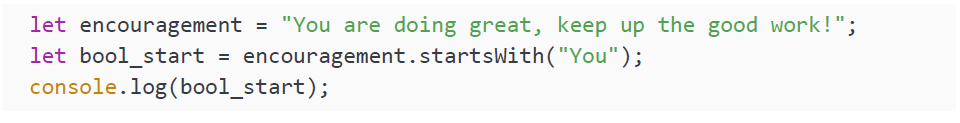 let encouragement = "You are doing great, keep up the good work!";
let bool_start = encouragement.startsWith("You");
console.log(bool_start);